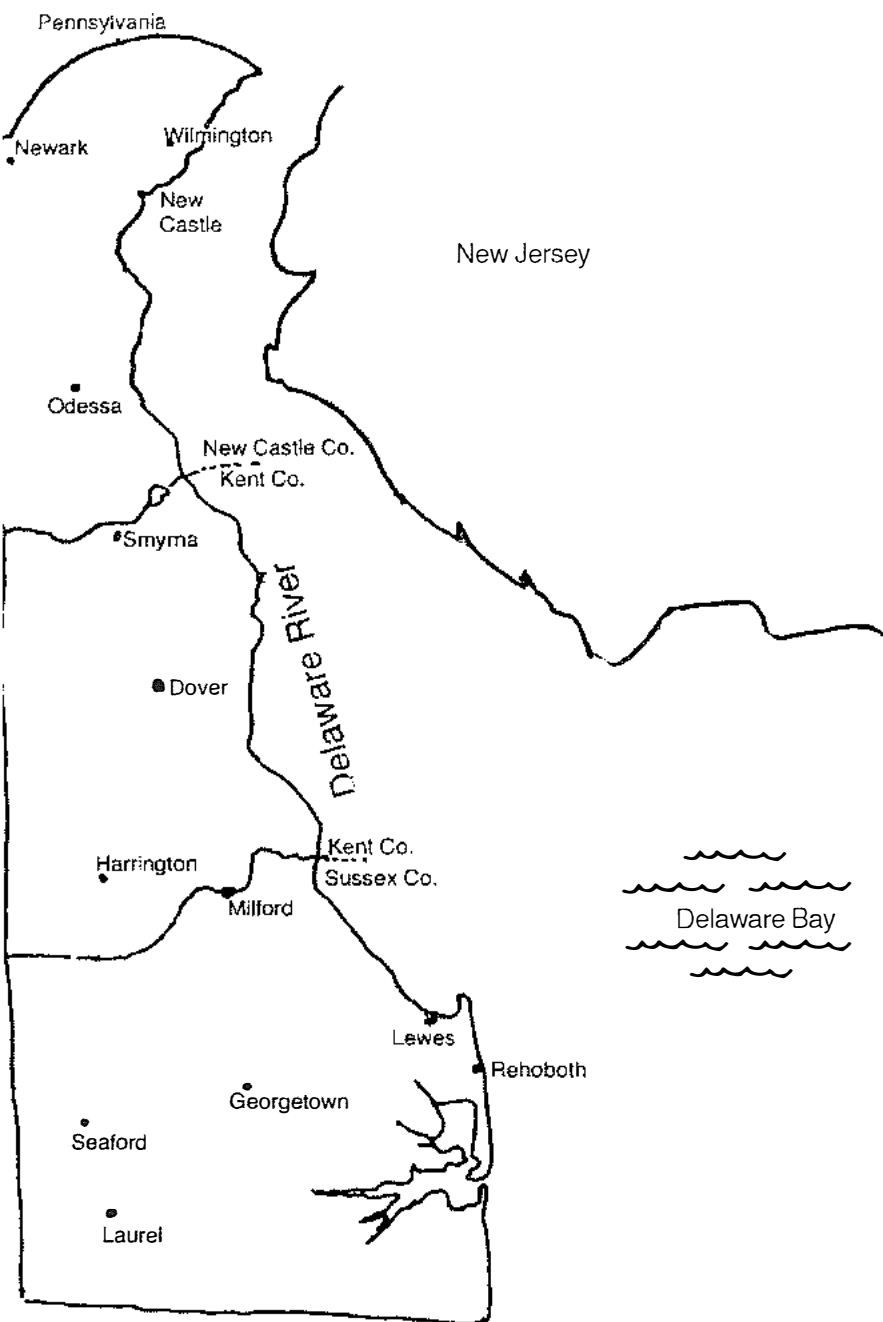 Pennsylvania
Wilmington
Newark
New
Castle
New Jersey
Odessa
New Castle Co.
Kent Co.
Smyrna
Delaware River
Dover
Kent Co.
Harrington
Sussex Co.
Milford
Delaware Bay
Lewes
Rehoboth
Georgetown
Seaford
Laurel